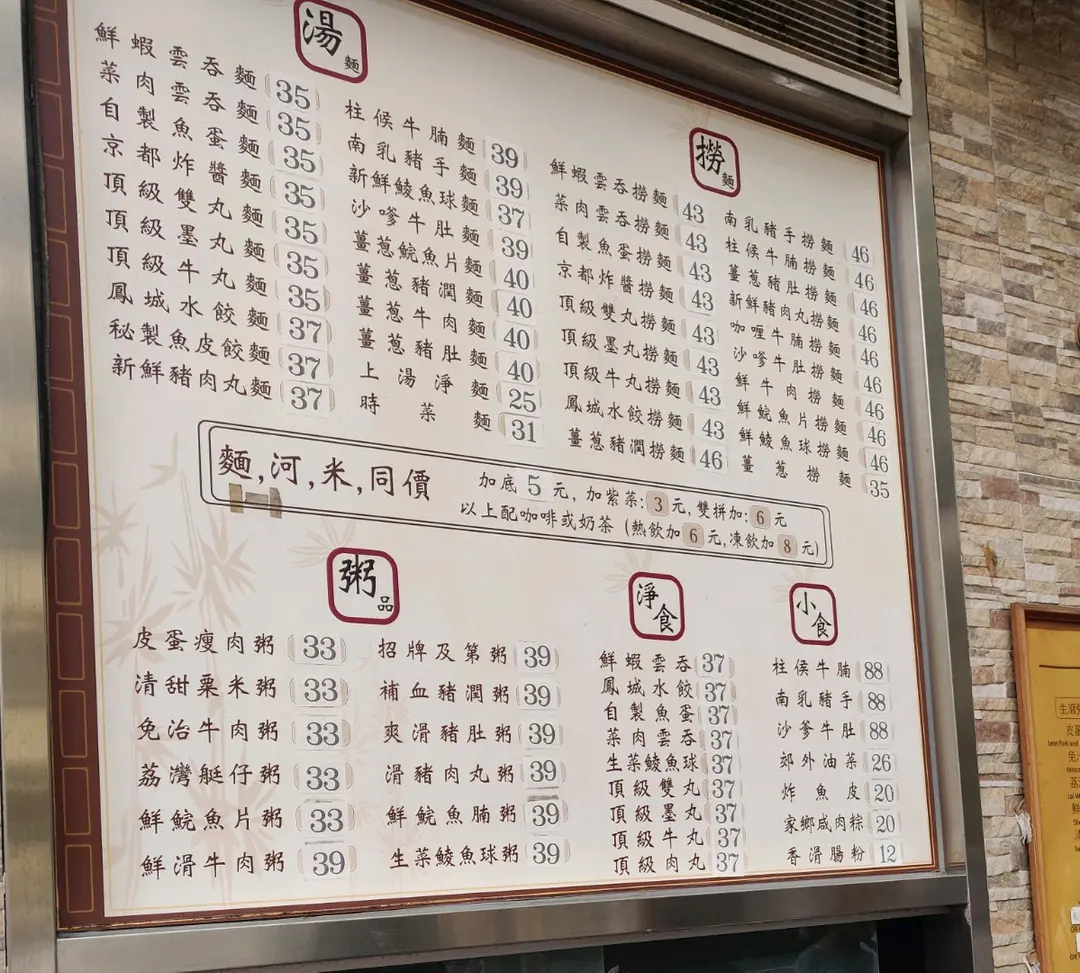 湯麵
鮮蝦雲吞麵 35
菜肉雲吞麵 35
自製魚蛋麵 35
京都炸醬麵 35
頂級雙丸麵 35
頂級墨丸麵 35
頂級牛丸麵 35
鳳城水餃麵 37
秘製魚皮餃麵 37
新鮮豬肉丸麵 37
柱侯牛腩麵 39
南乳豬手麵 39
新鮮鯪魚球麵 37
沙嗲牛肚麵 39
薑蔥鯇魚片麵 40
薑蔥豬潤麵 40
薑蔥牛肉麵 40
薑蔥豬肚麵 40
上湯淨麵 25
時菜麵 31
撈麵
鮮蝦雲吞撈麵 43
菜肉雲吞撈麵 43
自製魚蛋撈麵 43
京都炸醬撈麵 43
頂級雙丸撈麵 43
頂級墨丸撈麵 43
頂級牛丸撈麵 43
鳳城水餃撈麵 43
薑蔥豬潤撈麵 46
南乳豬手撈麵 46
柱侯牛腩撈麵 46
薑蔥豬肚撈麵 46
新鮮豬肉丸撈麵 46
咖喱牛腩撈麵 46
沙嗲牛肚撈麵 46
鮮牛肉撈麵 46
鮮鯇魚片撈麵 46
鮮鯪魚球撈麵 46
薑蔥撈麵 35
麵,河,米,同價
加底 5 元, 加紫菜: 3 元, 雙拼加: 6 元
以上配咖啡或奶茶 (熱飲加 6 元,凍飲加 8 元)
粥品
皮蛋瘦肉粥 33
清甜粟米粥 33
免治牛肉粥 33
荔灣艇仔粥 33
鮮鯇魚片粥 33
鮮滑牛肉粥 39
招牌及第粥 39
補血豬潤粥 39
爽滑豬肚粥 39
滑豬肉丸粥 39
鮮鯇魚腩粥 39
生菜鯪魚球粥 39
淨食
鮮蝦雲吞 37
鳳城水餃 37
自製魚蛋 37
菜肉雲吞 37
生菜鯪魚球 37
頂級雙丸 37
頂級墨丸 37
頂級牛丸 37
頂級肉丸 37
小食
柱侯牛腩 88
南乳豬手 88
沙爹牛肚 88
郊外油菜 26
炸魚皮 20
家鄉咸肉粽 20
香滑腸粉 12